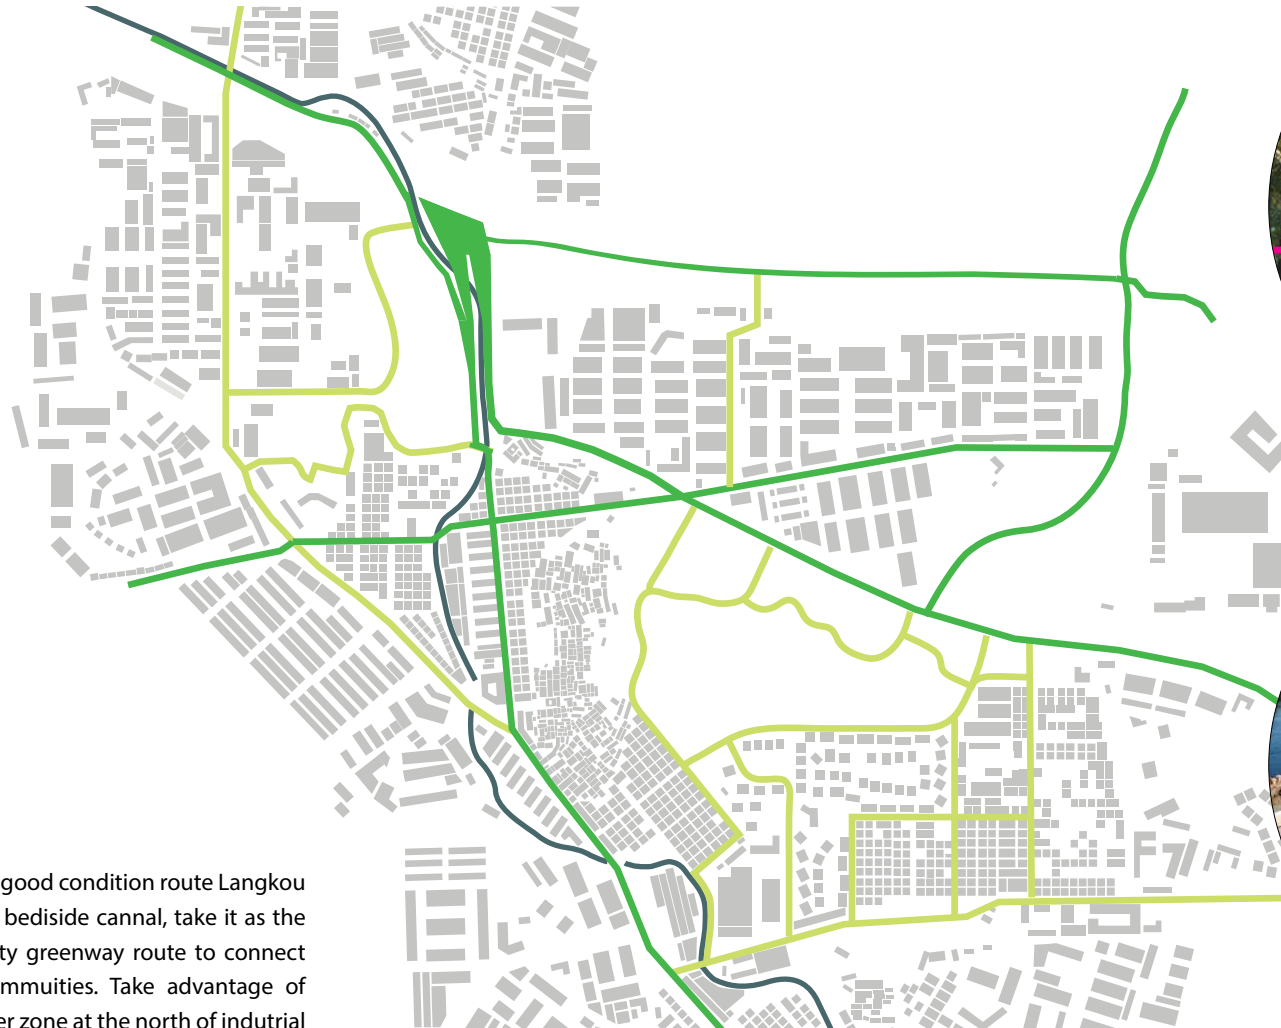 good condition route Langkou
bediside cannal, take it as the
ty greenway route to connect
mmuities. Take advantage of
er zone at the north of indutrial